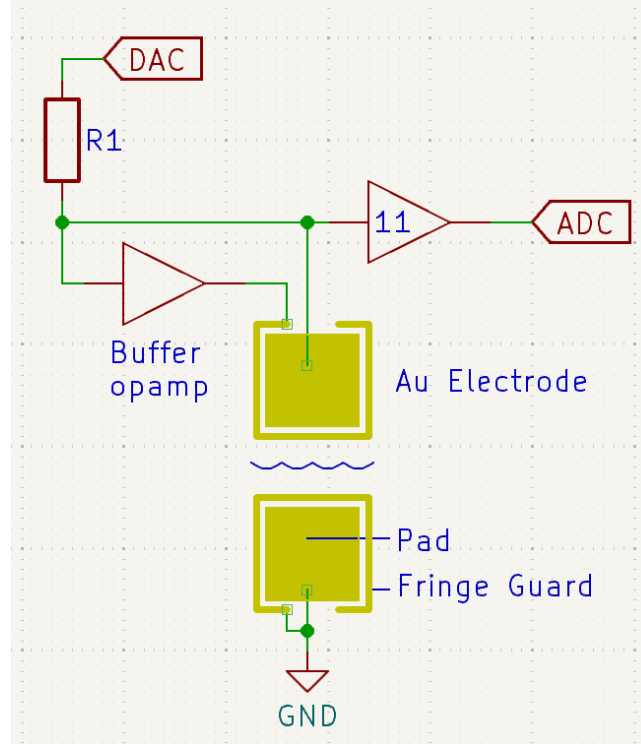 DAC
R1
11
ADC
Buffer
opamp
Au Electrode
Pad
Fringe Guard
GND